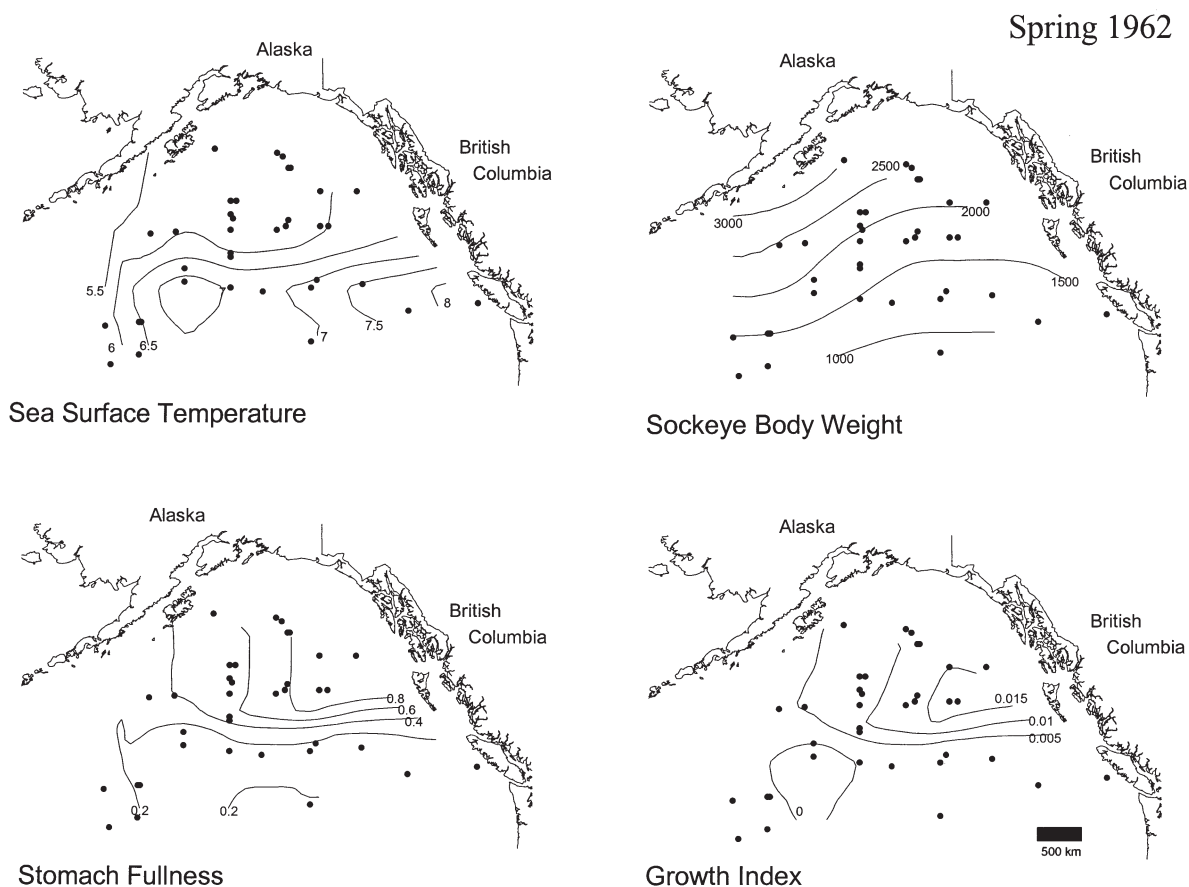 Spring 1962
Alaska
British
Columbia
5.5
6
6.5
7
7.5
8
Sea Surface Temperature
Alaska
British
Columbia
2500
3000
2000
1500
1000
Sockeye Body Weight
Alaska
British
Columbia
0.8
0.6
0.4
0.2
0.2
Stomach Fullness
Alaska
British
Columbia
0.015
0.01
0.005
0
500 km
Growth Index